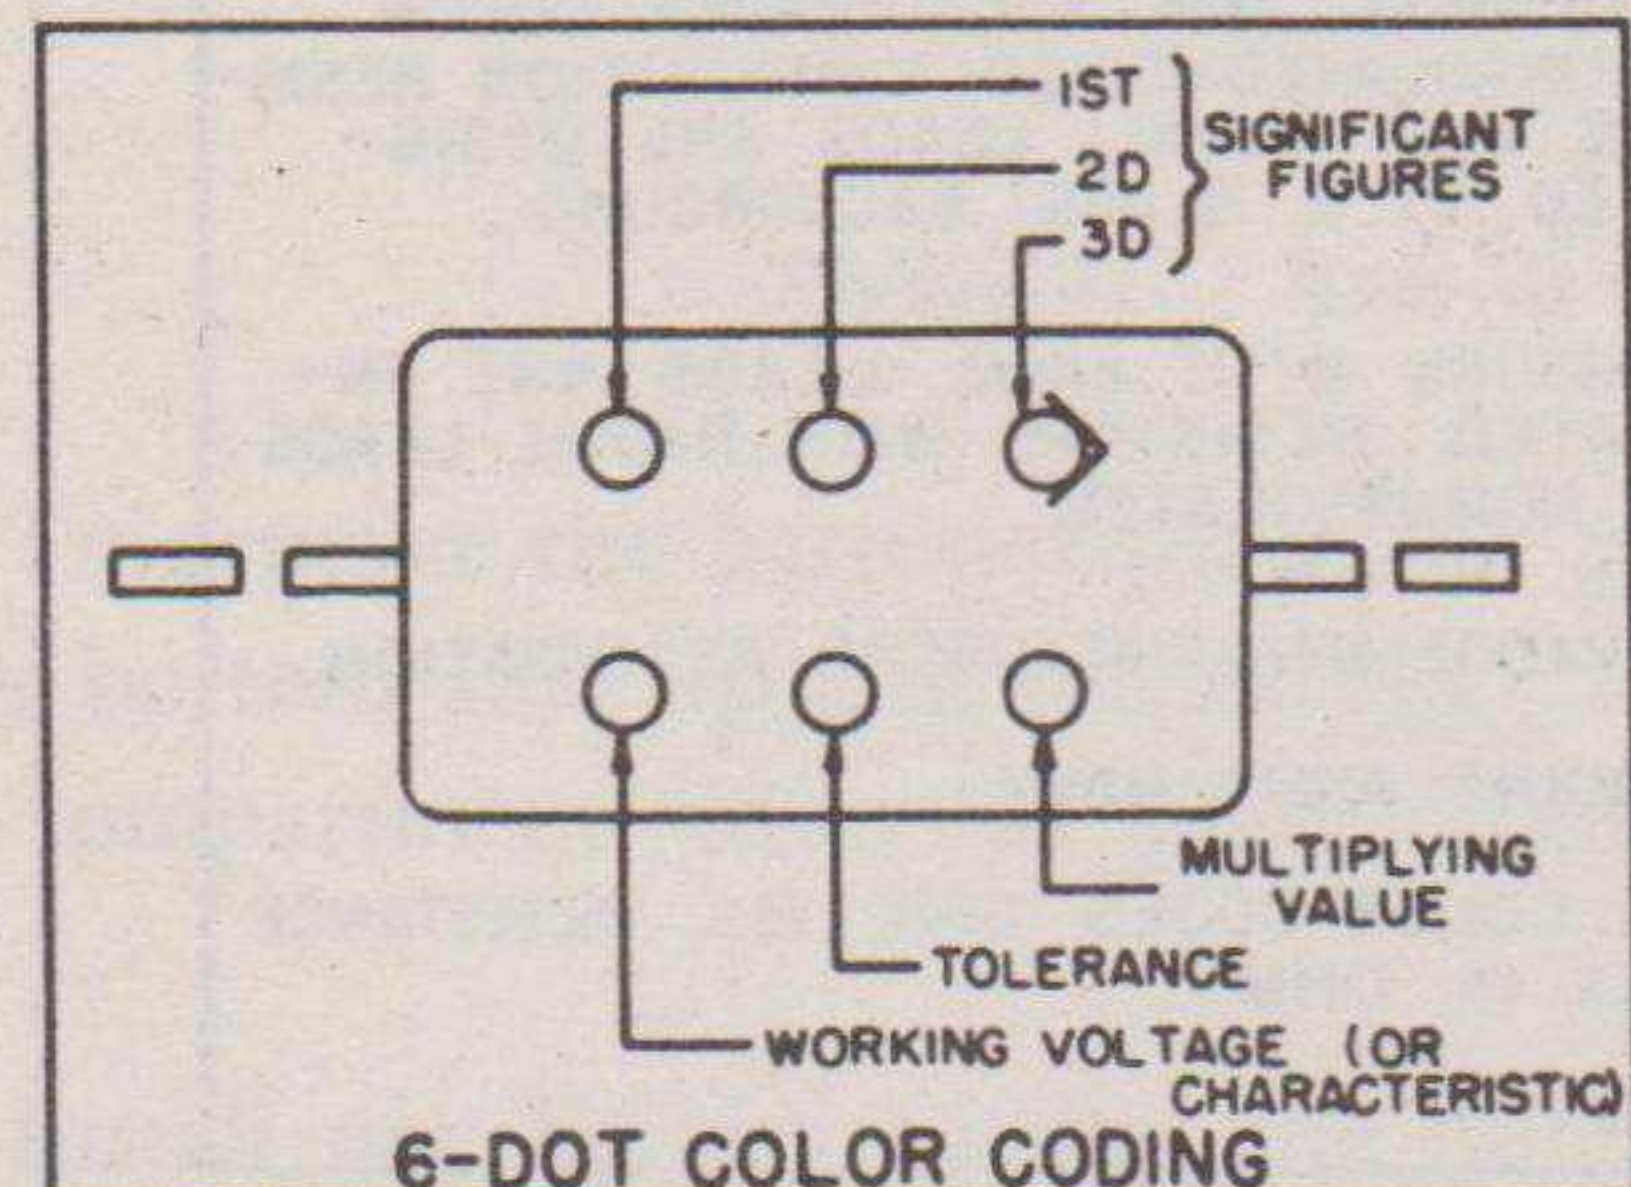 1ST
2D
3D
SIGNIFICANT
FIGURES
MULTIPLYING
VALUE
TOLERANCE
WORKING VOLTAGE (OR
CHARACTERISTIC)
6-DOT COLOR CODING